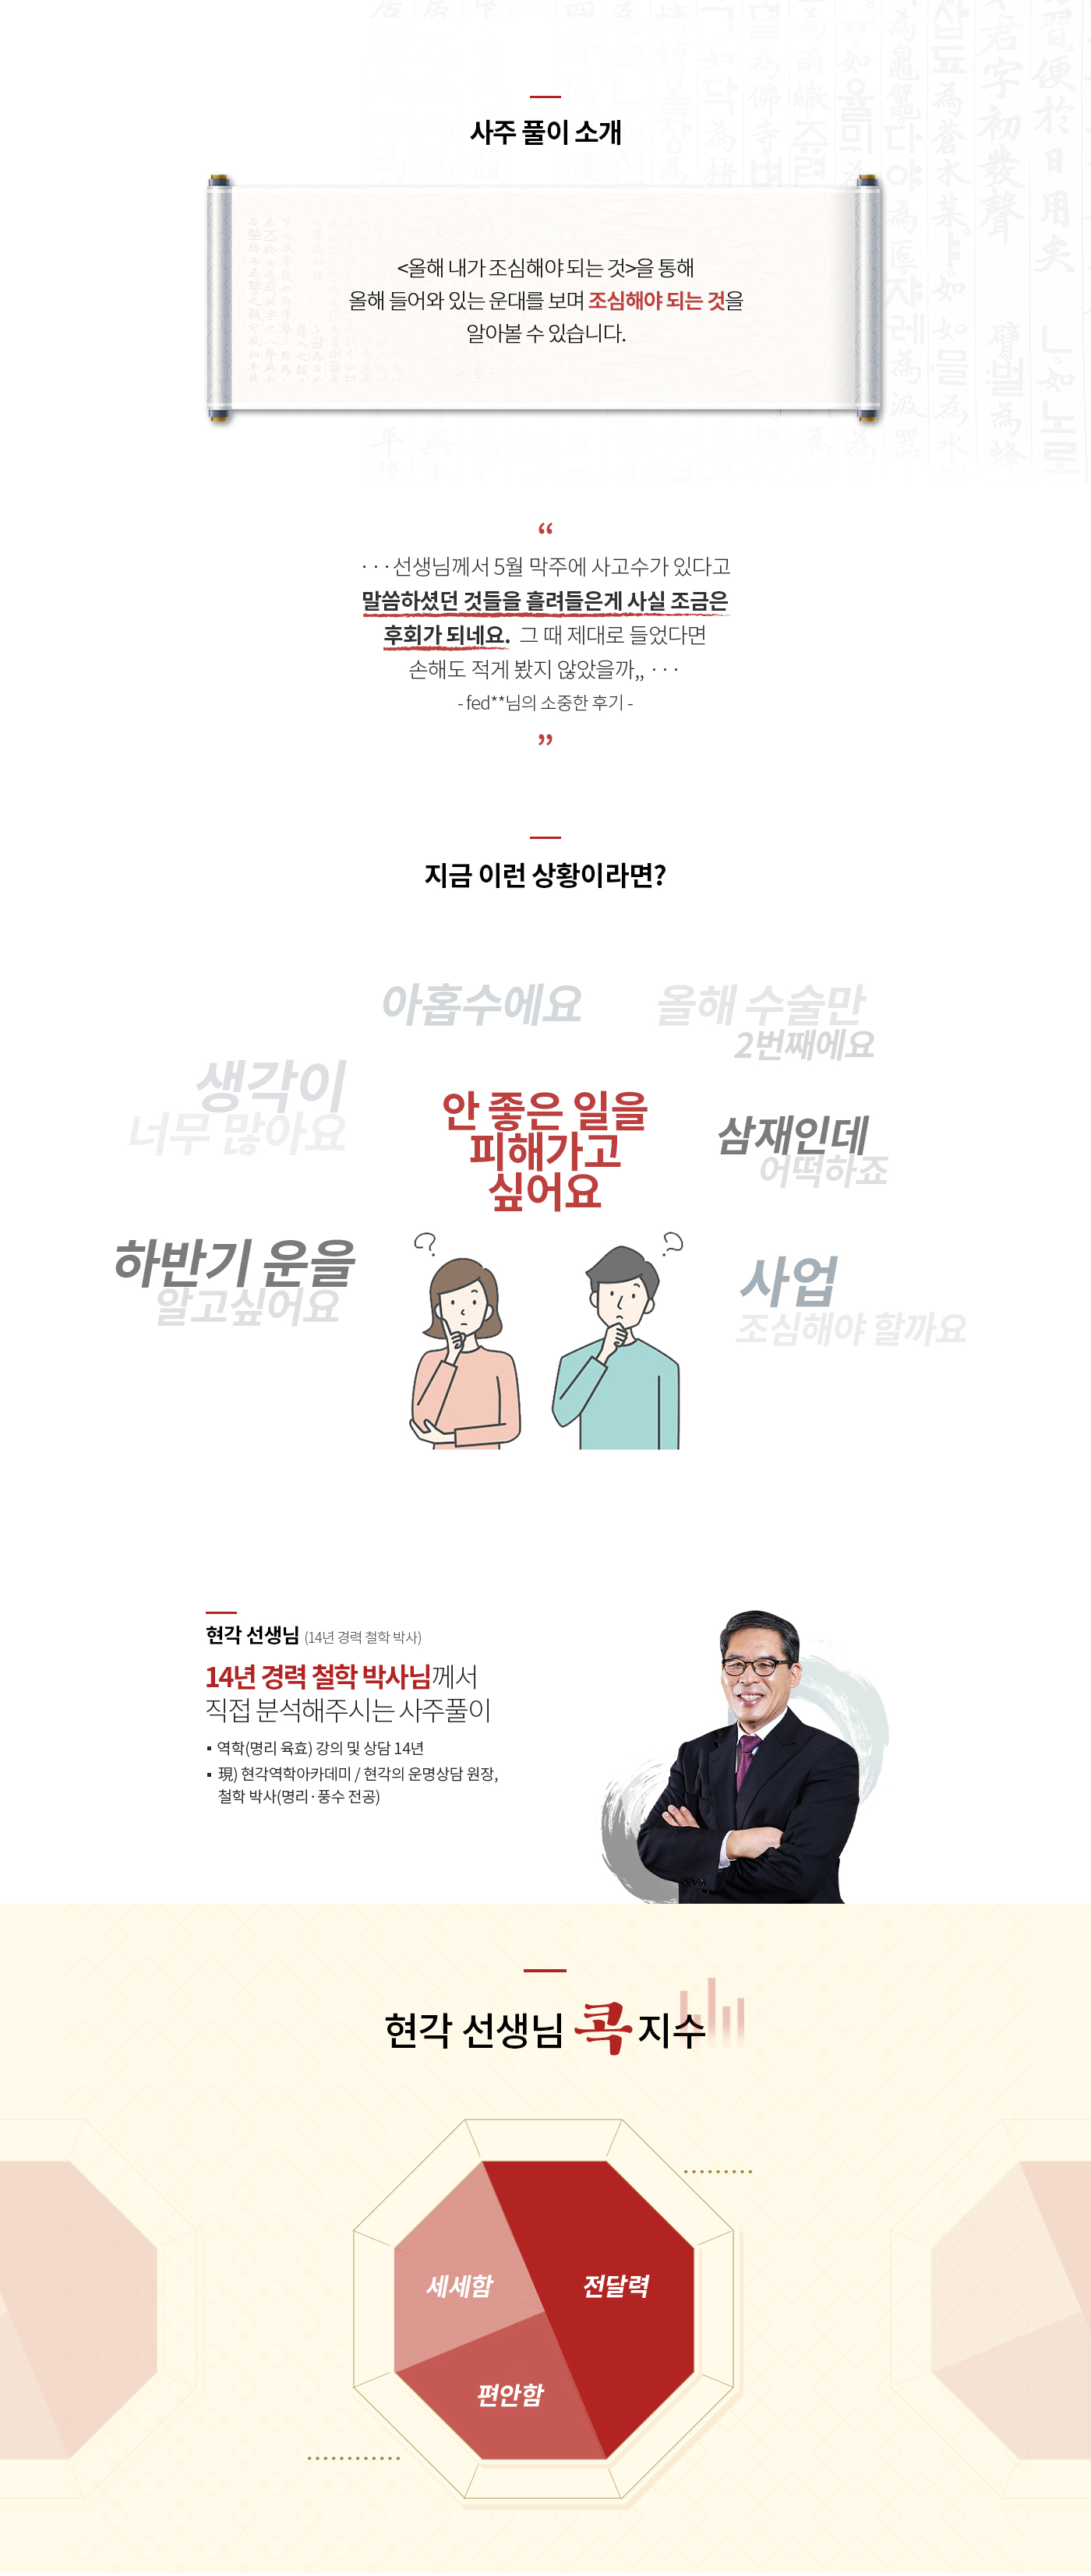 사주 풀이 소개
<올해 내가 조심해야 되는 것>을 통해
올해 들어와 있는 운대를 보며 조심해야 되는 것을
알아볼 수 있습니다.
“
· · · 선생님께서 5월 막주에 사고수가 있다고
말씀하셨던 것들을 흘려들은게 사실 조금은
후회가 되네요. 그 때 제대로 들었다면
손해도 적게 봤지 않았을까,, · · ·
- fed**님의 소중한 후기 -
”
지금 이런 상황이라면?
아홉수에요
올해 수술만
2번째에요
생각이
너무 많아요
안 좋은 일을
피해가고
싶어요
삼재인데
어떡하죠
하반기 운을
알고싶어요
사업
조심해야 할까요
현각 선생님 (14년 경력 철학 박사)
14년 경력 철학 박사님께서
직접 분석해주시는 사주풀이
▪ 역학(명리 육효) 강의 및 상담 14년
▪ 現) 현각역학아카데미 / 현각의 운명상담 원장,
철학 박사(명리·풍수 전공)
현각 선생님 콕 지수
세세함
전달력
편안함